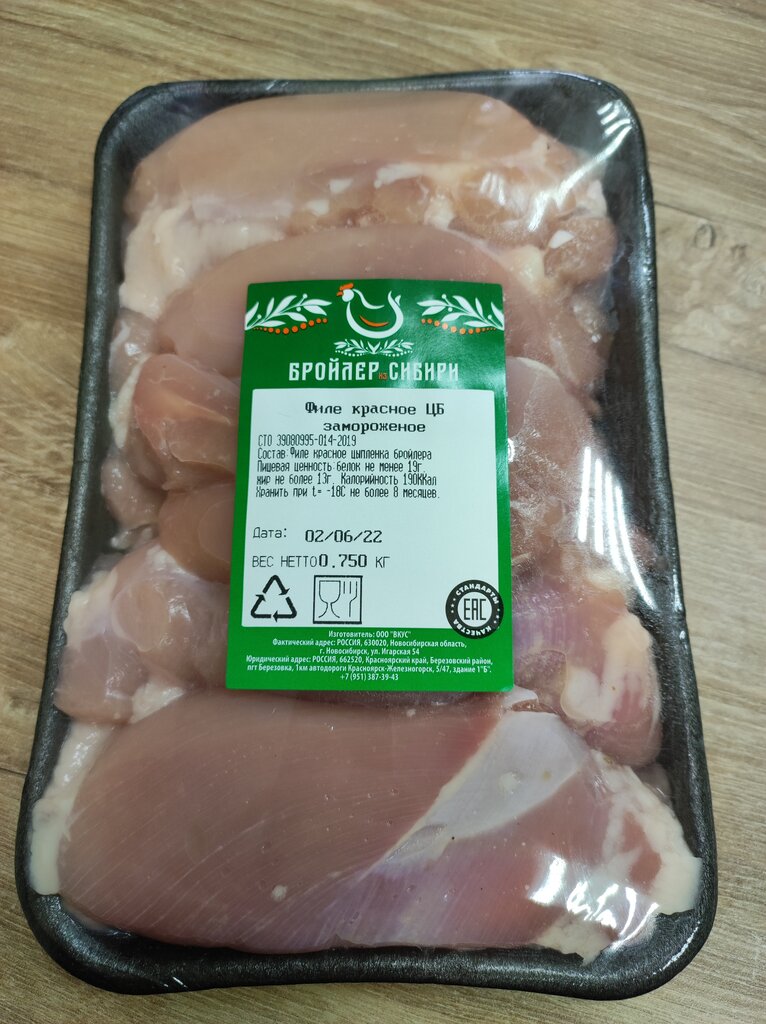 БРОЙЛЕР ИЗ СИБИРИ
Филе красное ЦБ
замороженое
СТО 39080995-014-2019
Состав:Филе красное цыпленка бройлера
Пищевая ценность:белок не менее 19г.
жир не более 13г. Калорийность 190ККал
Хранить при t= -18С не более 8 месяцев.
Дата: 02/06/22
ВЕС НЕТТО 0.750 КГ
СТАНДАРТЫ
ЕАС
КАЧЕСТВА
Изготовитель: ООО "ВКУС"
Фактический адрес: РОССИЯ, 630020, Новосибирская область,
г. Новосибирск, ул. Игарская 54
Юридический адрес: РОССИЯ, 662520, Красноярский край, Березовский район,
пгт Березовка, 1км автодороги Красноярск-Железногорск, 5/47, здание 1"Б".
+7 (951) 387-39-43